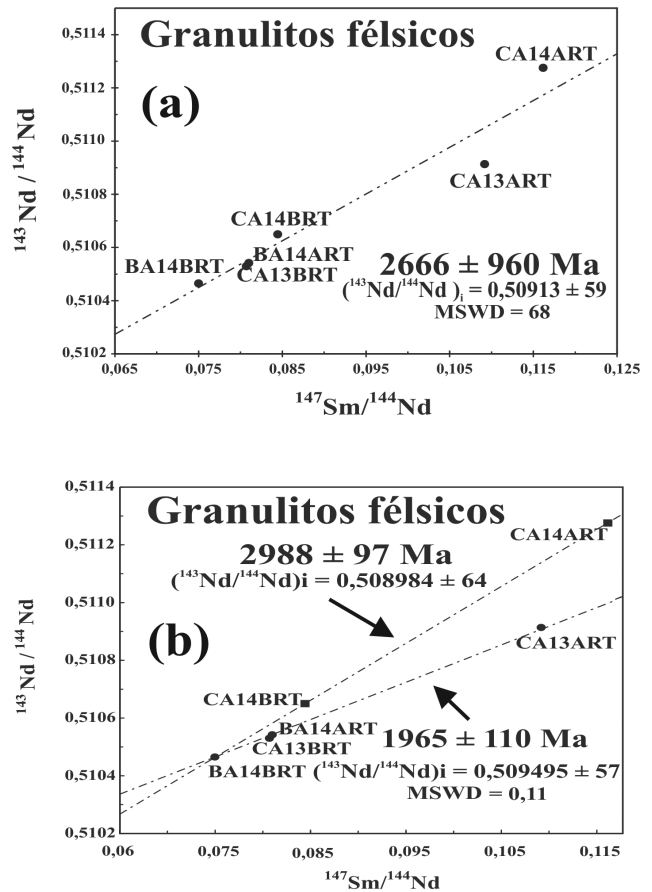 Granulitos félsicos
(a)
143Nd / 144Nd
0,5114
0,5112
0,5110
0,5108
0,5106
0,5104
0,5102
CA14ART
CA13ART
CA14BRT
BA14ART
BA14BRT
CA13BRT
2666 ± 960 Ma
(143Nd/144Nd )i = 0,50913 ± 59
MSWD = 68
0,065 0,075 0,085 0,095 0,105 0,115 0,125
147Sm/144Nd
Granulitos félsicos
(b)
143Nd / 144Nd
0,5114
0,5112
0,5110
0,5108
0,5106
0,5104
0,5102
CA14ART
2988 ± 97 Ma
(143Nd/144Nd)i = 0,508984 ± 64
CA13ART
CA14BRT
BA14ART
CA13BRT
BA14BRT
1965 ± 110 Ma
(143Nd/144Nd)i = 0,509495 ± 57
MSWD = 0,11
0,06 0,075 0,085 0,095 0,105 0,115
147Sm/144Nd